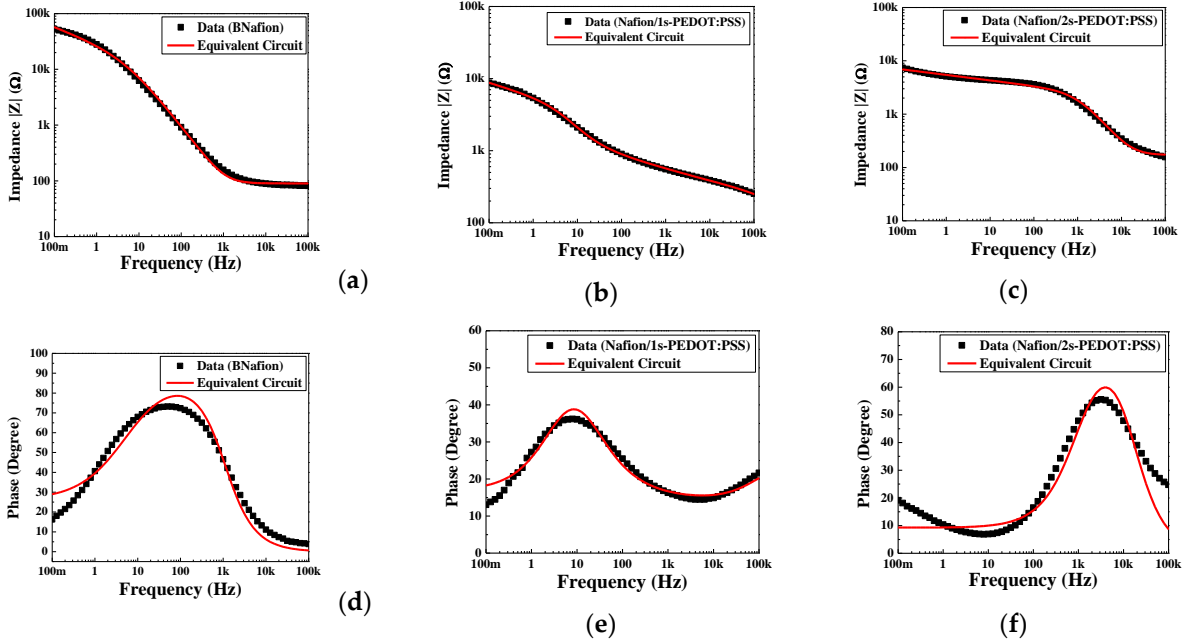 Impedance |Z| (Ω)
100k
10k
1k
100
10
Data (BNafion)
Equivalent Circuit
100m 1 10 100 1k 10k 100k
Frequency (Hz)
(a)
Impedance |Z| (Ω)
100k
10k
1k
100
Data (Nafion/1s-PEDOT:PSS)
Equivalent Circuit
100m 1 10 100 1k 10k 100k
Frequency (Hz)
(b)
Impedance |Z| (Ω)
100k
10k
1k
100
10
Data (Nafion/2s-PEDOT:PSS)
Equivalent Circuit
100m 1 10 100 1k 10k 100k
Frequency (Hz)
(c)
Phase (Degree)
100
90
80
70
60
50
40
30
20
10
0
Data (BNafion)
Equivalent Circuit
100m 1 10 100 1k 10k 100k
Frequency (Hz)
(d)
Phase (Degree)
60
50
40
30
20
10
0
Data (Nafion/1s-PEDOT:PSS)
Equivalent Circuit
100m 1 10 100 1k 10k 100k
Frequency (Hz)
(e)
Phase (Degree)
80
70
60
50
40
30
20
10
0
Data (Nafion/2s-PEDOT:PSS)
Equivalent Circuit
100m 1 10 100 1k 10k 100k
Frequency (Hz)
(f)